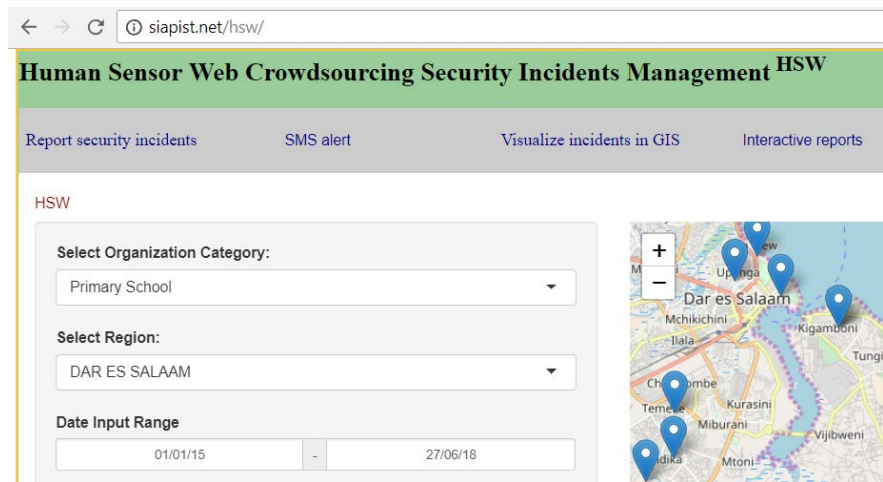 siapist.net/hsw/
Human Sensor Web Crowdsourcing Security Incidents Management HSW
Report security incidents SMS alert Visualize incidents in GIS Interactive reports
HSW
Select Organization Category:
Primary School
Select Region:
DAR ES SALAAM
Date Input Range
01/01/15 - 27/06/18
+
−
Dar es Salaam
Mchikichini
Kigamboni
Ilala
Tungi
Kurasini
Miburani
Vijibweni
Mtoni